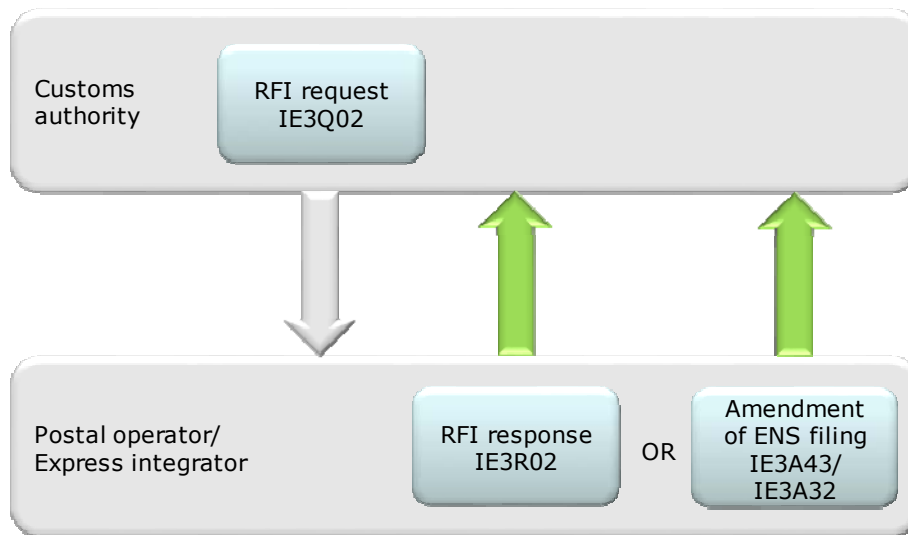 Customs
authority
RFI request
IE3Q02
Postal operator/
Express integrator
RFI response
IE3R02
OR
Amendment
of ENS filing
IE3A43/
IE3A32